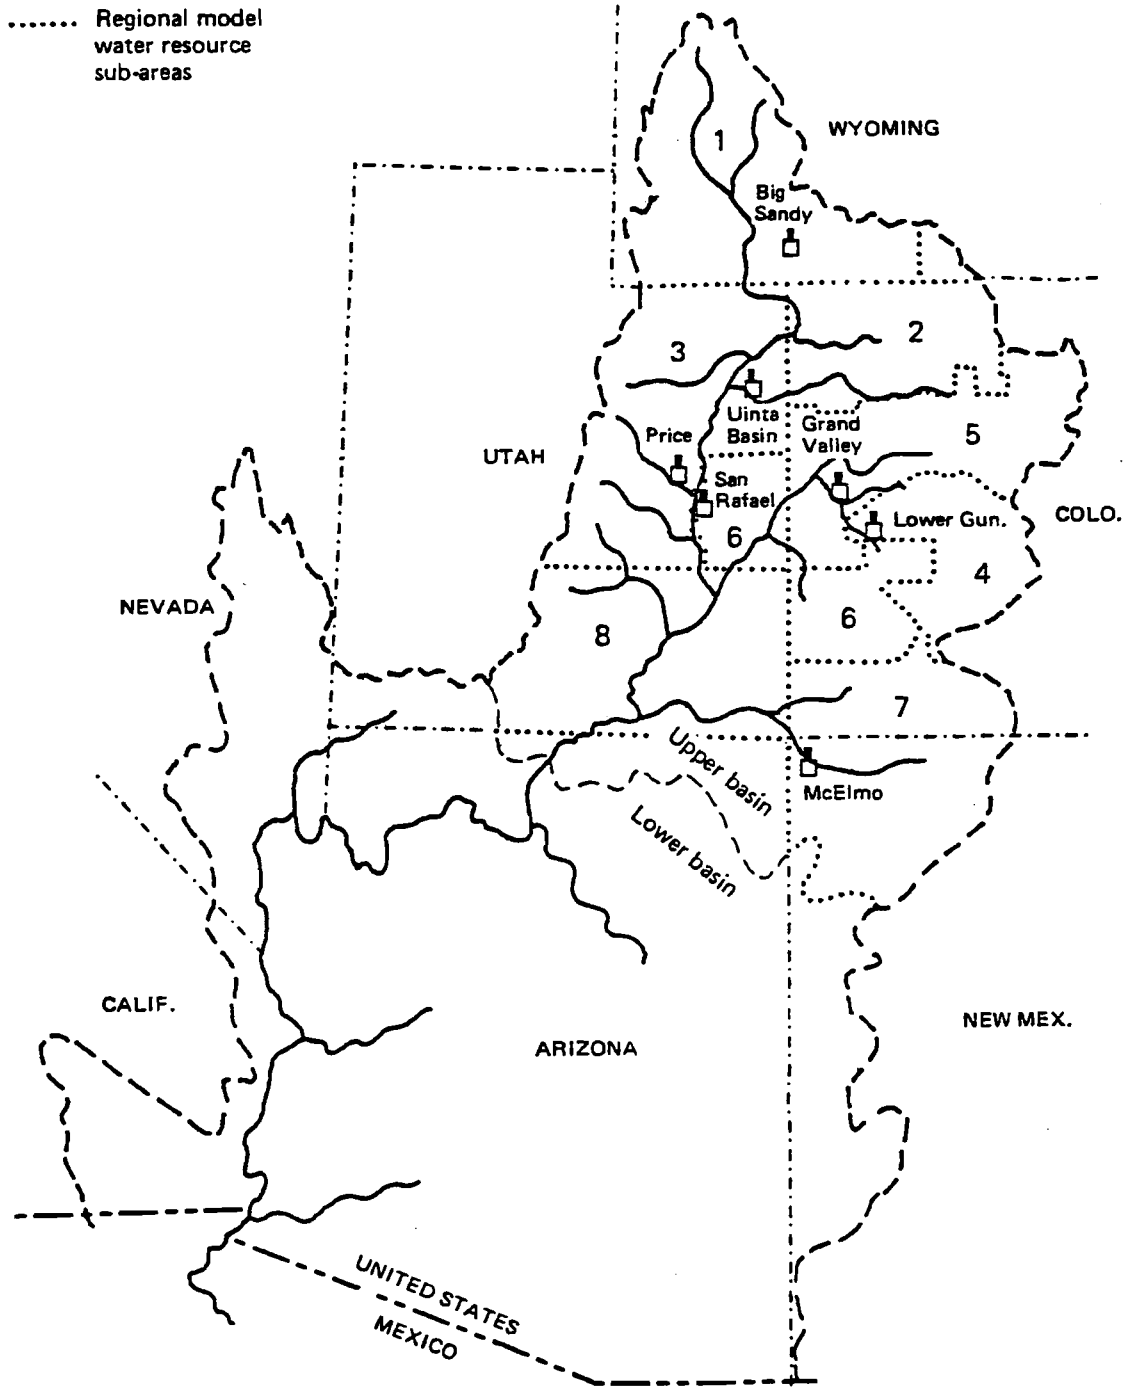 ....... Regional model
water resource
sub-areas
WYOMING
1
Big
Sandy
2
3
Uinta
Basin
Grand
Valley
5
UTAH
Price
San
Rafael
6
Lower Gun.
COLO.
4
NEVADA
8
6
7
Upper basin
McElmo
Lower basin
CALIF.
ARIZONA
NEW MEX.
UNITED STATES
MEXICO